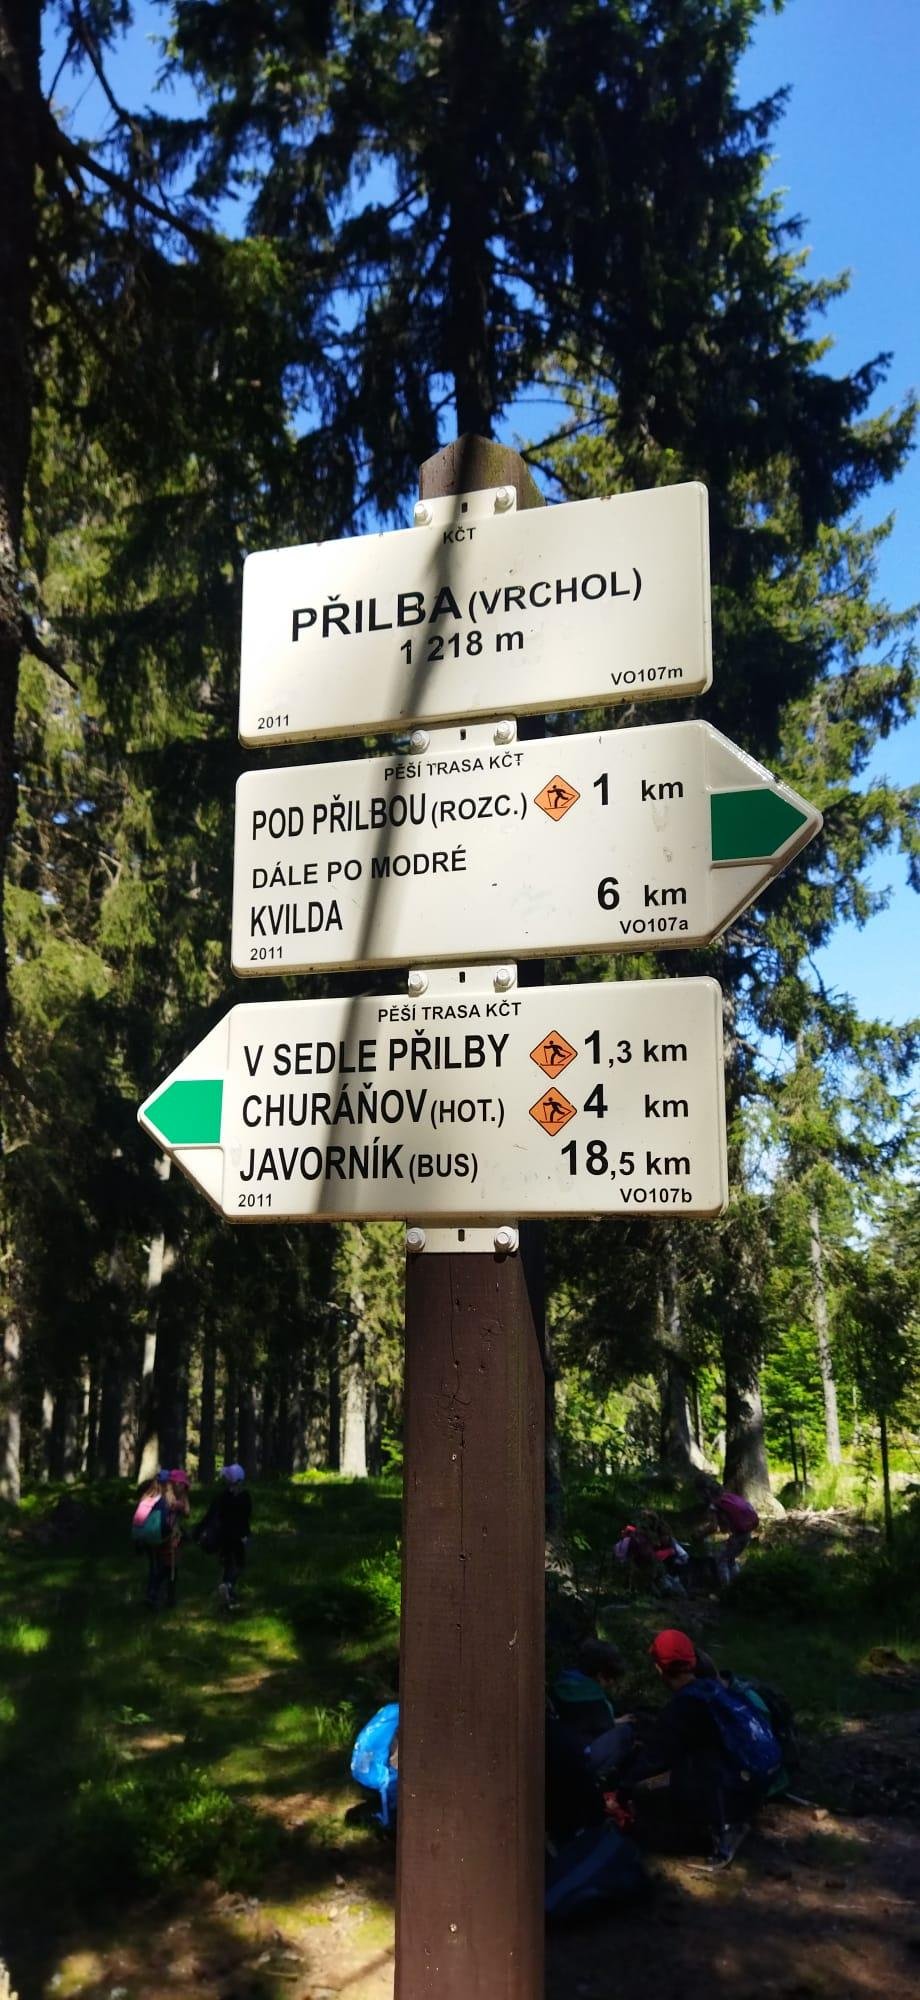 KČT
PŘILBA (VRCHOL)
1 218 m
VO107m
2011
PĚŠÍ TRASA KČT
POD PŘILBOU (ROZC.) 1 km
DÁLE PO MODRÉ
KVILDA 6 km
2011 VO107a
PĚŠÍ TRASA KČT
V SEDLE PŘILBY 1,3 km
CHURÁŇOV (HOT.) 4 km
JAVORNÍK (BUS) 18,5 km
2011 VO107b